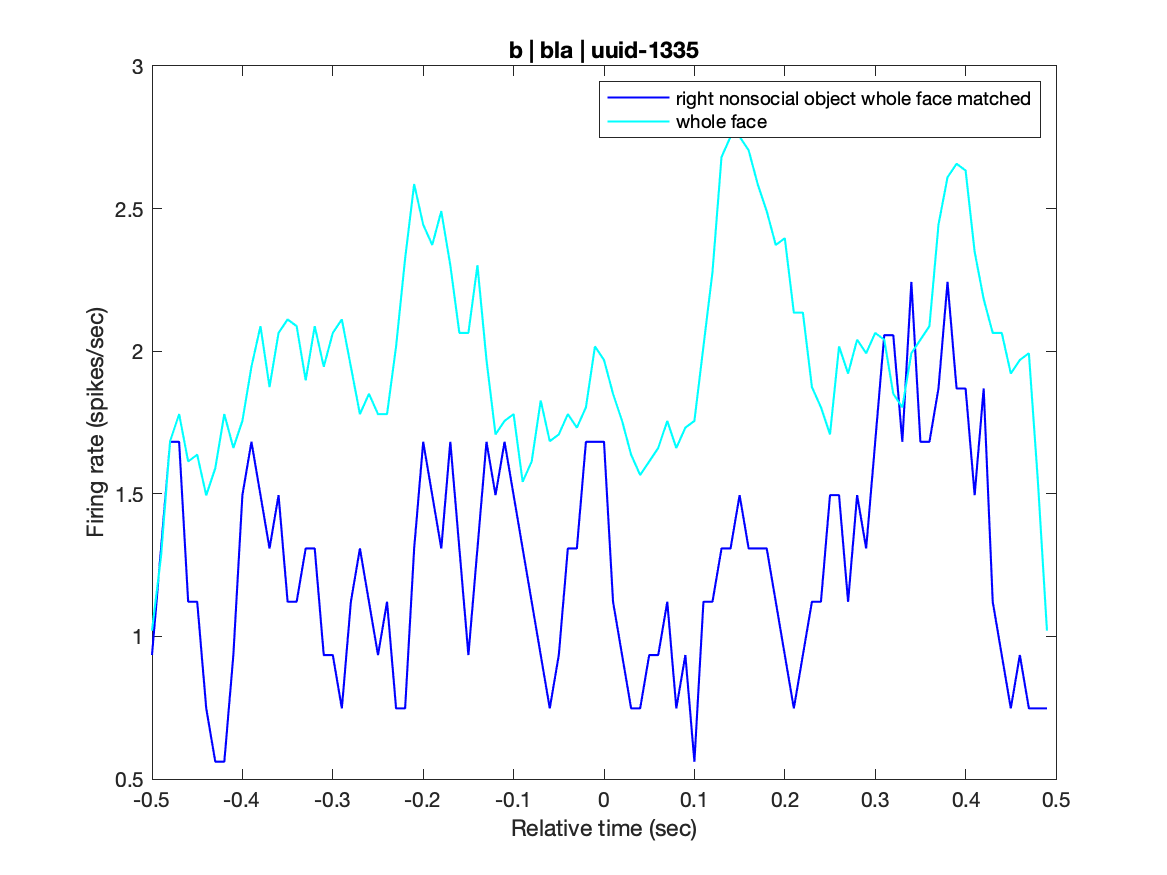 b | bla | uuid-1335
right nonsocial object whole face matched
whole face
Firing rate (spikes/sec)
3
2.5
2
1.5
1
0.5
-0.5 -0.4 -0.3 -0.2 -0.1 0 0.1 0.2 0.3 0.4 0.5
Relative time (sec)